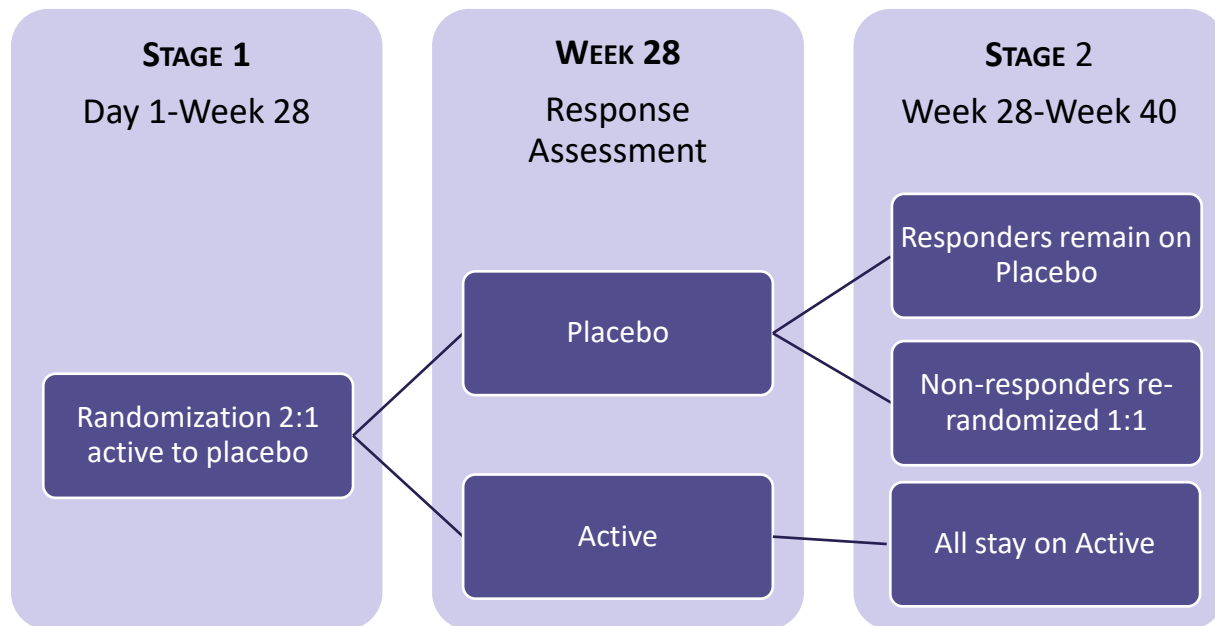 STAGE 1
Day 1-Week 28
Randomization 2:1
active to placebo
WEEK 28
Response
Assessment
Placebo
Active
STAGE 2
Week 28-Week 40
Responders remain on
Placebo
Non-responders re-
randomized 1:1
All stay on Active